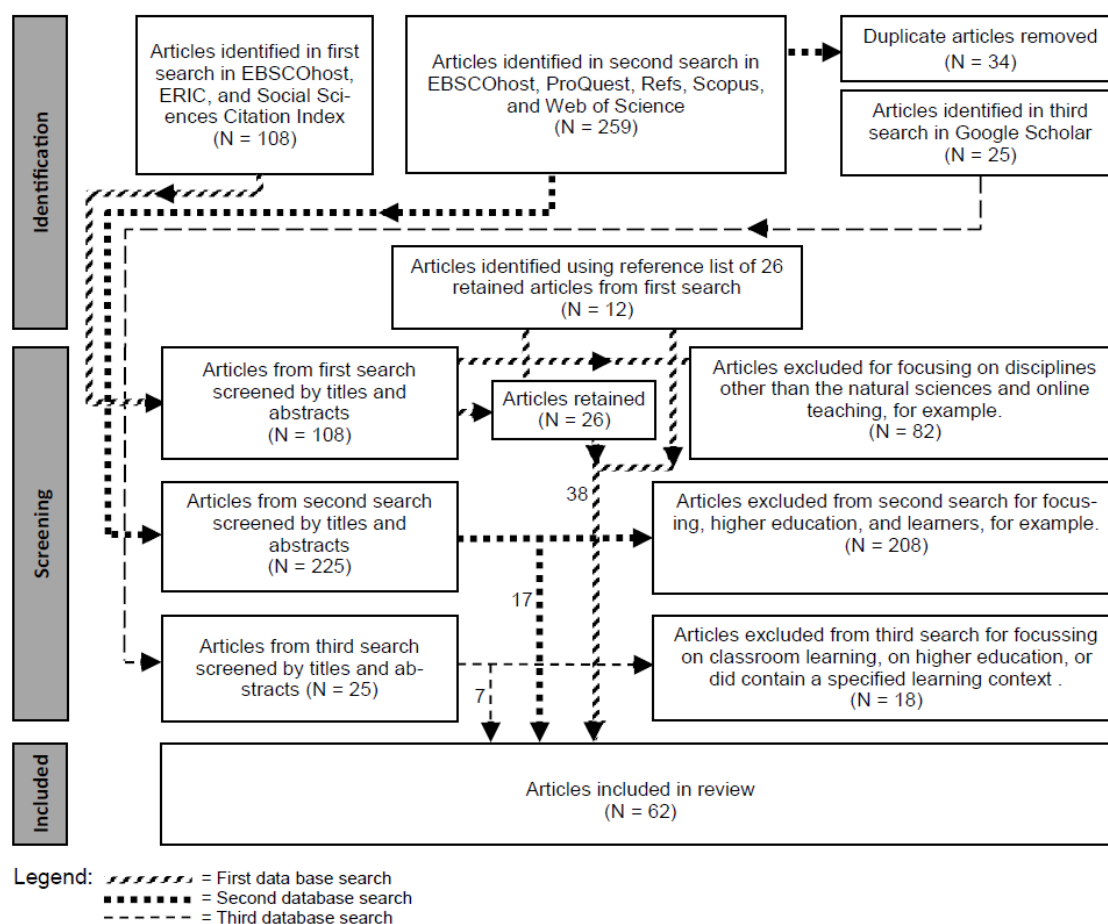 Identification
Articles identified in first
search in EBSCOhost,
ERIC, and Social Sci-
ences Citation Index
(N = 108)
Articles identified in second search in
EBSCOhost, ProQuest, Refs, Scopus,
and Web of Science
(N = 259)
Duplicate articles removed
(N = 34)
Articles identified in third
search in Google Scholar
(N = 25)
Articles identified using reference list of 26
retained articles from first search
(N = 12)
Screening
Articles from first search
screened by titles and
abstracts
(N = 108)
Articles retained
(N = 26)
Articles excluded for focusing on disciplines
other than the natural sciences and online
teaching, for example.
(N = 82)
38
Articles from second search
screened by titles and
abstracts
(N = 225)
Articles excluded from second search for focus-
ing, higher education, and learners, for example.
(N = 208)
17
Articles from third search
screened by titles and ab-
stracts (N = 25)
Articles excluded from third search for focussing
on classroom learning, on higher education, or
did contain a specified learning context .
(N = 18)
7
Included
Articles included in review
(N = 62)
Legend:
= First data base search
= Second database search
= Third database search